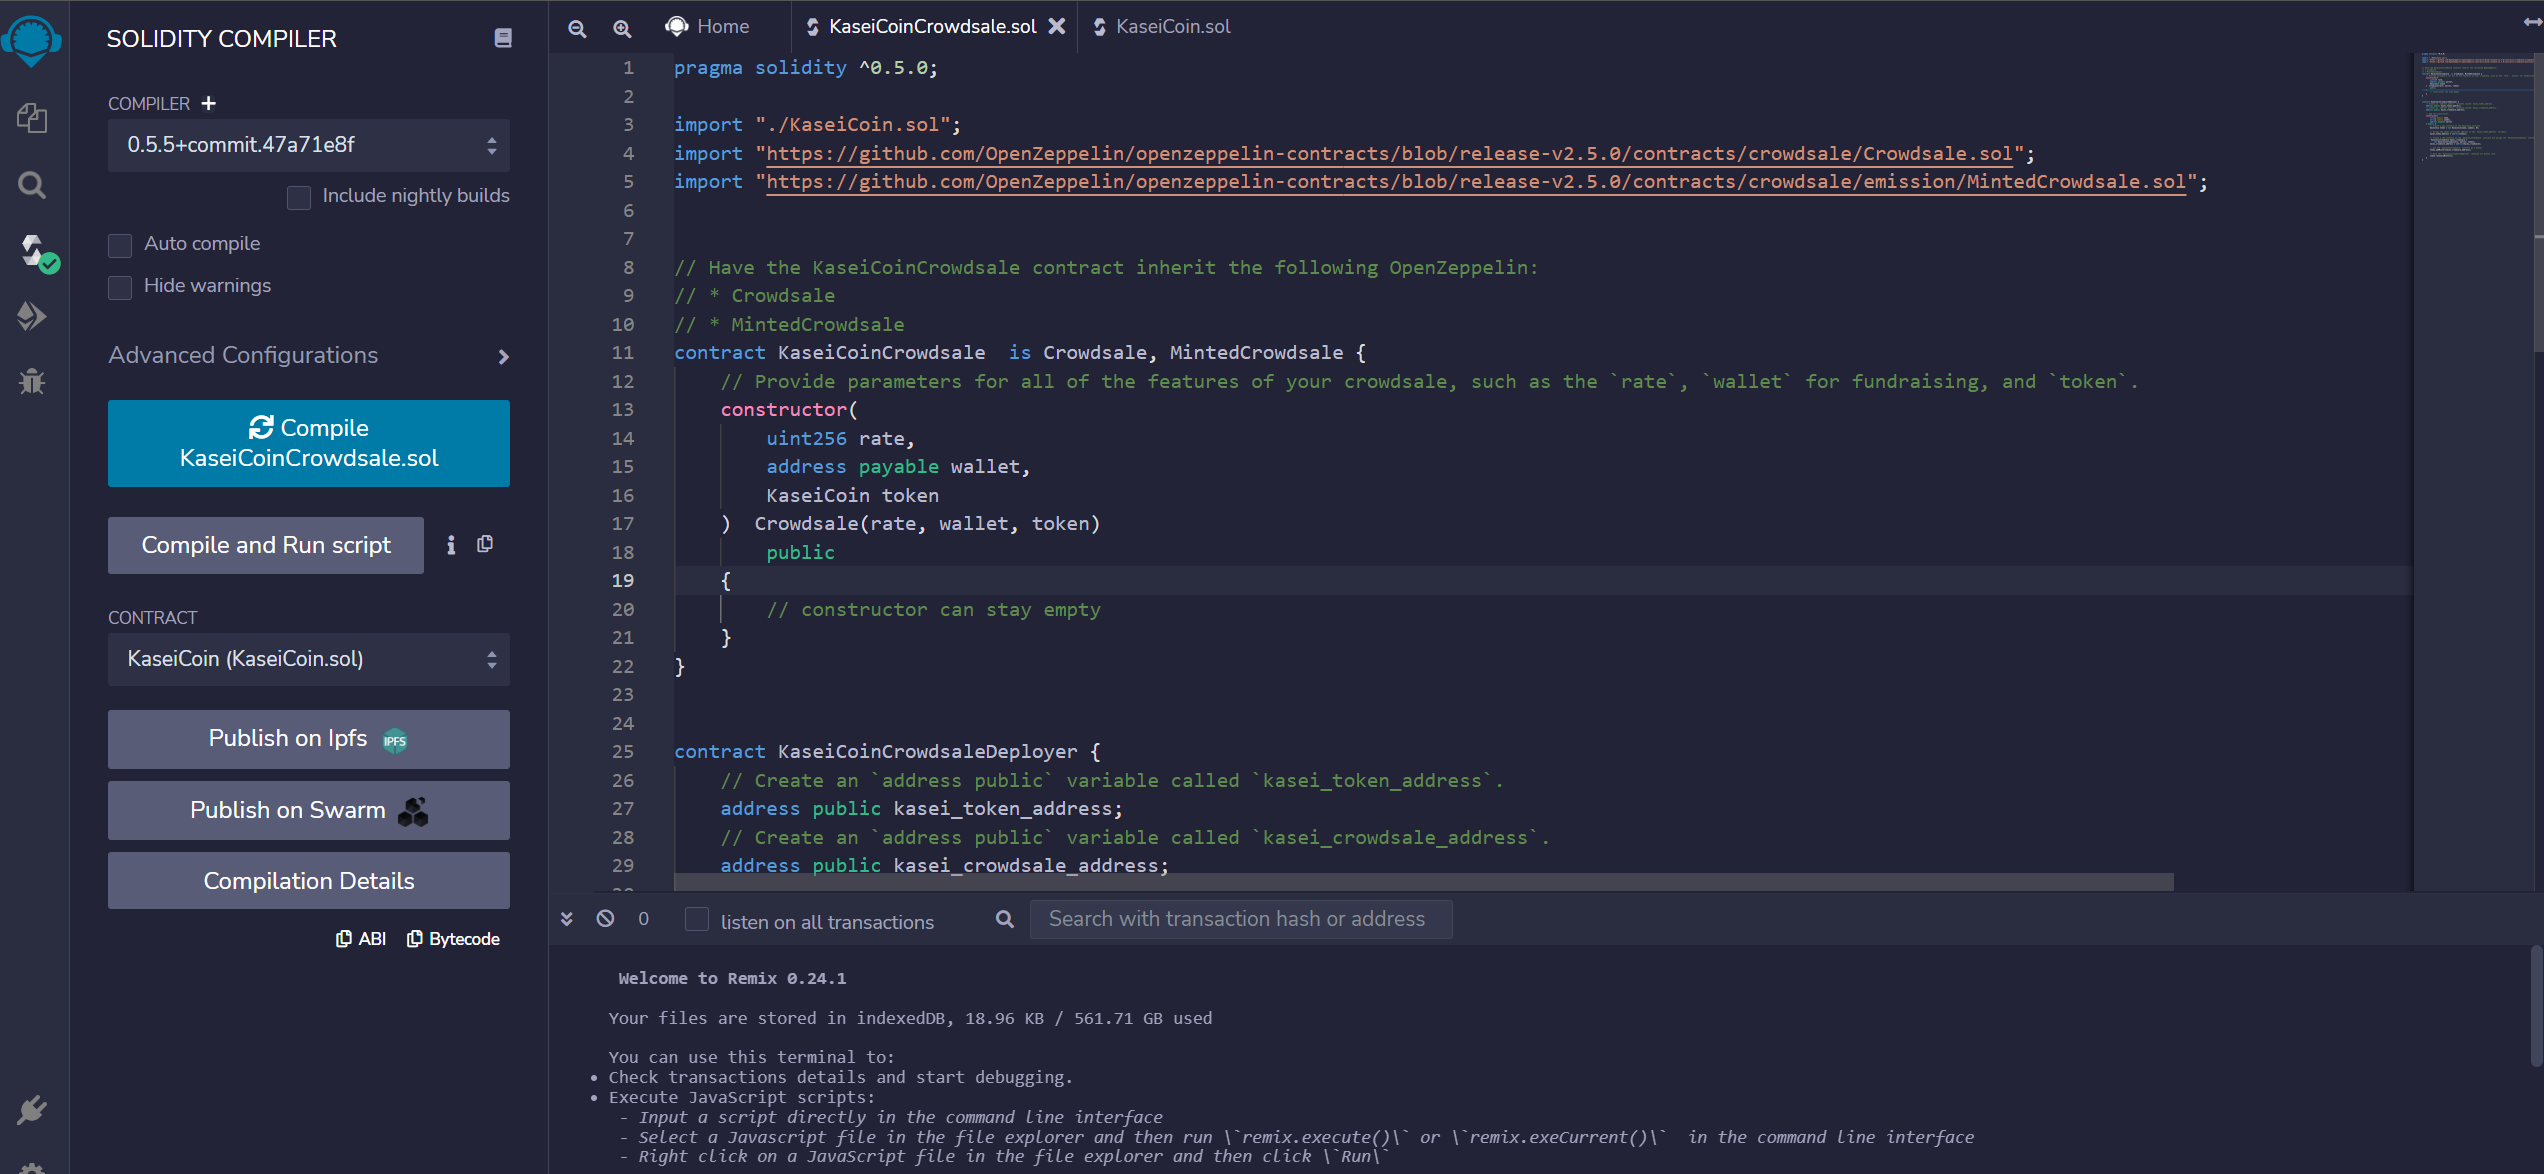 SOLIDITY COMPILER
COMPILER +
0.5.5+commit.47a71e8f
Include nightly builds
Auto compile
Hide warnings
Advanced Configurations
Compile
KaseiCoinCrowdsale.sol
Compile and Run script
CONTRACT
KaseiCoin (KaseiCoin.sol)
Publish on Ipfs IPFS
Publish on Swarm
Compilation Details
ABI Bytecode
Home KaseiCoinCrowdsale.sol KaseiCoin.sol
1 pragma solidity ^0.5.0;
2
3 import "./KaseiCoin.sol";
4 import "https://github.com/OpenZeppelin/openzeppelin-contracts/blob/release-v2.5.0/contracts/crowdsale/Crowdsale.sol";
5 import "https://github.com/OpenZeppelin/openzeppelin-contracts/blob/release-v2.5.0/contracts/crowdsale/emission/MintedCrowdsale.sol";
6
7
8 // Have the KaseiCoinCrowdsale contract inherit the following OpenZeppelin:
9 // * Crowdsale
10 // * MintedCrowdsale
11 contract KaseiCoinCrowdsale  is Crowdsale, MintedCrowdsale {
12     // Provide parameters for all of the features of your crowdsale, such as the `rate`, `wallet` for fundraising, and `token`.
13     constructor(
14         uint256 rate,
15         address payable wallet,
16         KaseiCoin token
17     )  Crowdsale(rate, wallet, token)
18         public
19     {
20         // constructor can stay empty
21     }
22 }
23
24
25 contract KaseiCoinCrowdsaleDeployer {
26     // Create an `address public` variable called `kasei_token_address`.
27     address public kasei_token_address;
28     // Create an `address public` variable called `kasei_crowdsale_address`.
29     address public kasei_crowdsale_address;
0 listen on all transactions Search with transaction hash or address
Welcome to Remix 0.24.1
Your files are stored in indexedDB, 18.96 KB / 561.71 GB used
You can use this terminal to:
• Check transactions details and start debugging.
• Execute JavaScript scripts:
- Input a script directly in the command line interface
- Select a Javascript file in the file explorer and then run \`remix.execute()\` or \`remix.exeCurrent()\`  in the command line interface
- Right click on a JavaScript file in the file explorer and then click \`Run\`